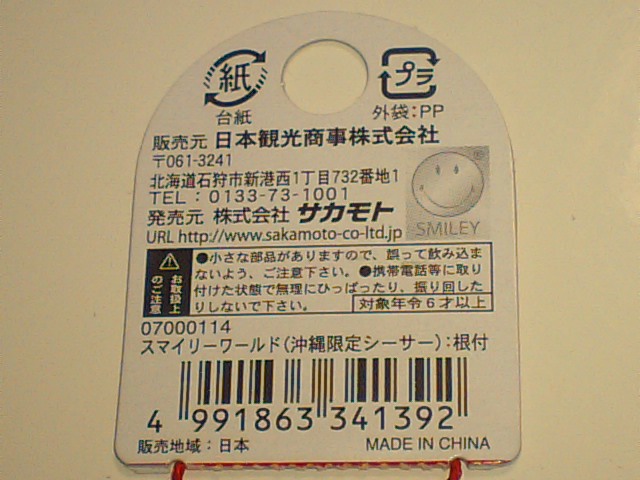 紙
プラ
台紙
外袋:PP
販売元 日本観光商事株式会社
〒061-3241
北海道石狩市新港西1丁目732番地1
TEL:0133-73-1001
発売元 株式会社 サカモト
URL http://www.sakamoto-co-ltd.jp
SMILEY
®
お取扱上のご注意
●小さな部品がありますので、誤って飲み込ま
ないよう、ご注意下さい。●携帯電話等に取り
付けた状態で無理にひっぱったり、振り回した
りしないで下さい。
対象年令6才以上
07000114
スマイリーワールド(沖縄限定シーサー):根付
4 991863 341392
販売地域:日本
MADE IN CHINA